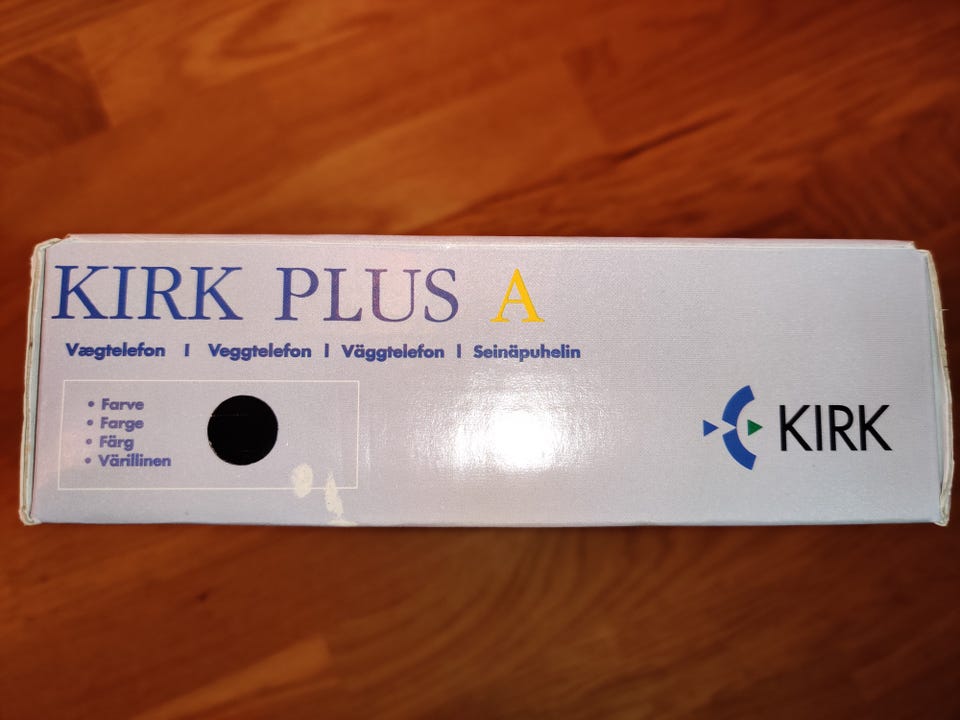 KIRK PLUS A
Vægtelefon | Veggtelefon | Väggtelefon | Seinäpuhelin
• Farve
• Farge
• Färg
• Värillinen
KIRK